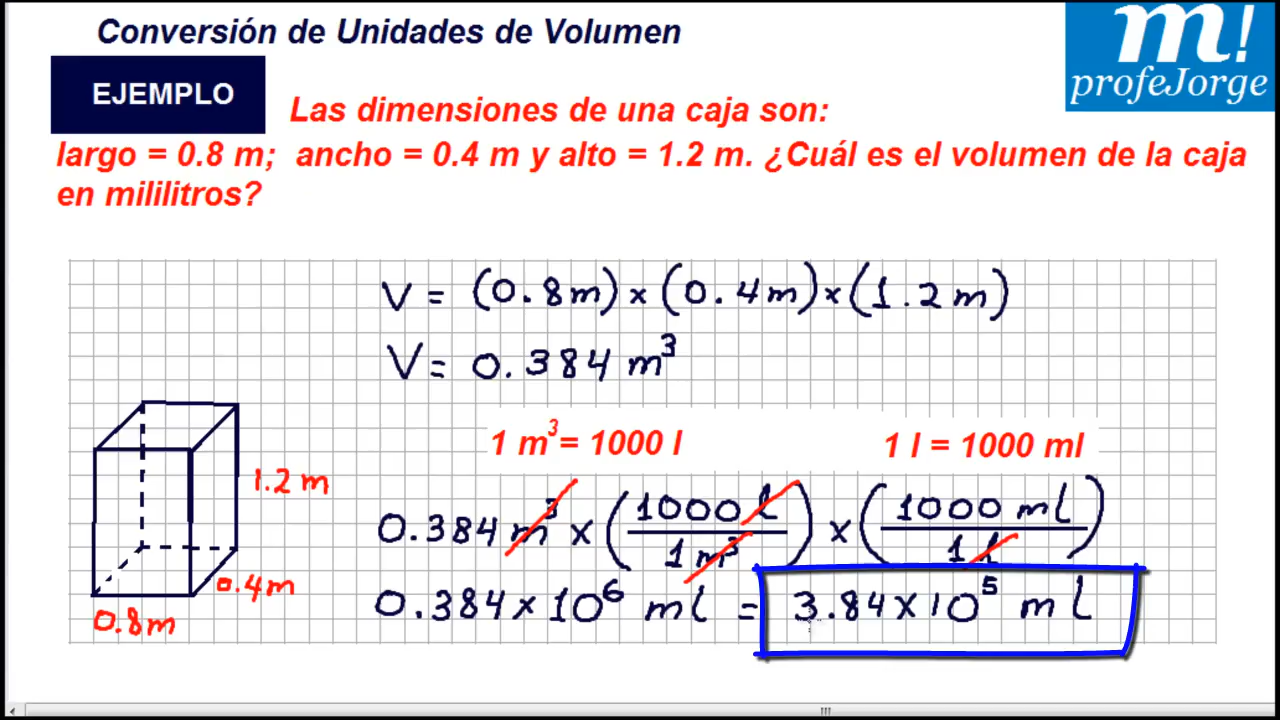 Conversión de Unidades de Volumen
m!
profeJorge
EJEMPLO
Las dimensiones de una caja son:
largo = 0.8 m; ancho = 0.4 m y alto = 1.2 m. ¿Cuál es el volumen de la caja
en mililitros?
V = (0.8m) × (0.4m) × (1.2m)
V = 0.384 m³
1 m³ = 1000 l
1 l = 1000 ml
0.384 m³ × (1000 l / 1 m³) × (1000 ml / 1 l)
0.384 × 10⁶ ml = 3.84 × 10⁵ ml
1.2 m
0.4m
0.8m